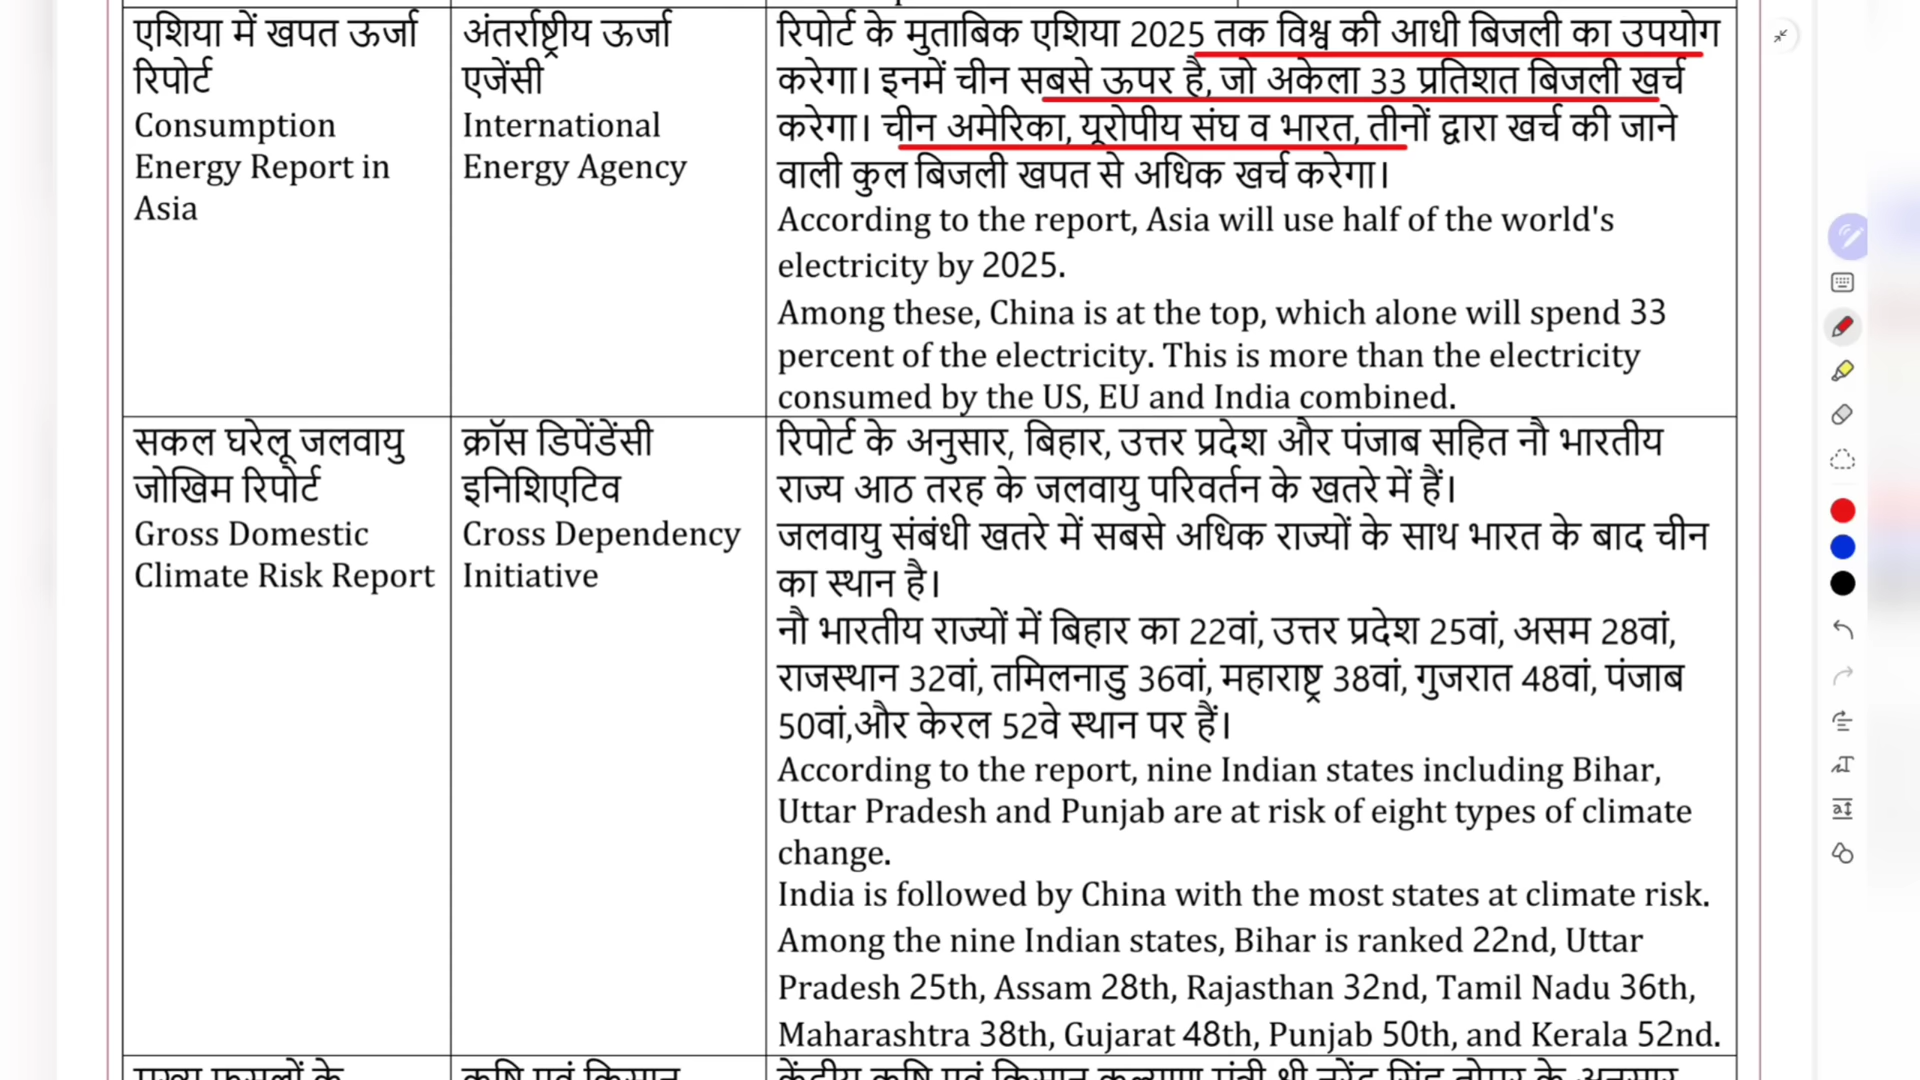 एशिया में खपत ऊर्जा
रिपोर्ट
Consumption
Energy Report in
Asia
अंतर्राष्ट्रीय ऊर्जा
एजेंसी
International
Energy Agency
रिपोर्ट के मुताबिक एशिया 2025 तक विश्व की आधी बिजली का उपयोग
करेगा। इनमें चीन सबसे ऊपर है, जो अकेला 33 प्रतिशत बिजली खर्च
करेगा। चीन अमेरिका, यूरोपीय संघ व भारत, तीनों द्वारा खर्च की जाने
वाली कुल बिजली खपत से अधिक खर्च करेगा।
According to the report, Asia will use half of the world's
electricity by 2025.
Among these, China is at the top, which alone will spend 33
percent of the electricity. This is more than the electricity
consumed by the US, EU and India combined.
सकल घरेलू जलवायु
जोखिम रिपोर्ट
Gross Domestic
Climate Risk Report
क्रॉस डिपेंडेंसी
इनिशिएटिव
Cross Dependency
Initiative
रिपोर्ट के अनुसार, बिहार, उत्तर प्रदेश और पंजाब सहित नौ भारतीय
राज्य आठ तरह के जलवायु परिवर्तन के खतरे में हैं।
जलवायु संबंधी खतरे में सबसे अधिक राज्यों के साथ भारत के बाद चीन
का स्थान है।
नौ भारतीय राज्यों में बिहार का 22वां, उत्तर प्रदेश 25वां, असम 28वां,
राजस्थान 32वां, तमिलनाडु 36वां, महाराष्ट्र 38वां, गुजरात 48वां, पंजाब
50वां,और केरल 52वे स्थान पर हैं।
According to the report, nine Indian states including Bihar,
Uttar Pradesh and Punjab are at risk of eight types of climate
change.
India is followed by China with the most states at climate risk.
Among the nine Indian states, Bihar is ranked 22nd, Uttar
Pradesh 25th, Assam 28th, Rajasthan 32nd, Tamil Nadu 36th,
Maharashtra 38th, Gujarat 48th, Punjab 50th, and Kerala 52nd.